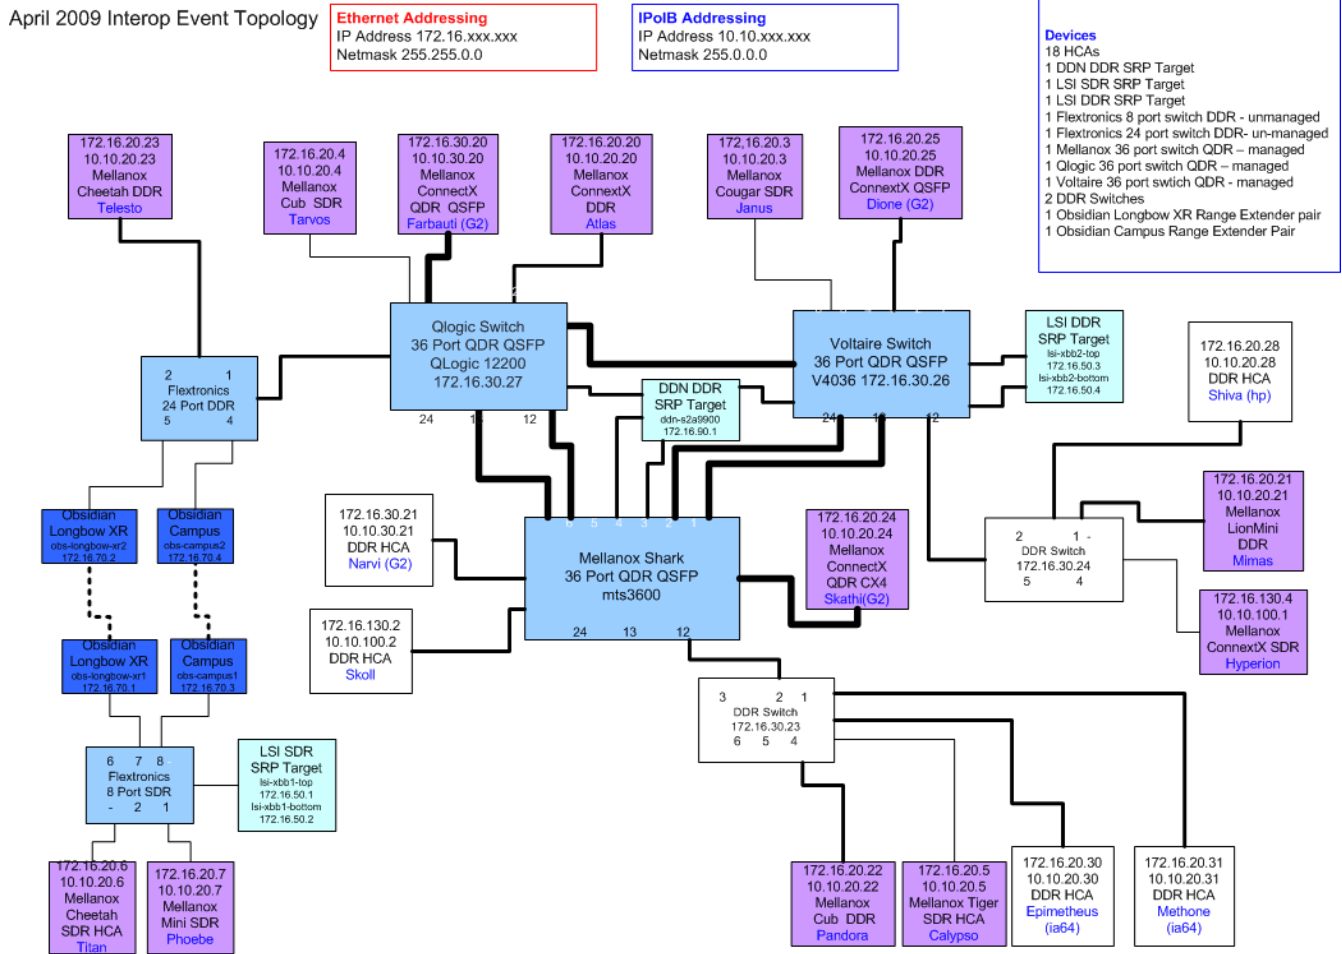 April 2009 Interop Event Topology
Ethernet Addressing
IP Address 172.16.xxx.xxx
Netmask 255.255.0.0
IPoIB Addressing
IP Address 10.10.xxx.xxx
Netmask 255.0.0.0
Devices
18 HCAs
1 DDN DDR SRP Target
1 LSI SDR SRP Target
1 LSI DDR SRP Target
1 Flextronics 8 port switch DDR - unmanaged
1 Flextronics 24 port switch DDR- un-managed
1 Mellanox 36 port switch QDR – managed
1 Qlogic 36 port switch QDR – managed
1 Voltaire 36 port swtich QDR - managed
2 DDR Switches
1 Obsidian Longbow XR Range Extender pair
1 Obsidian Campus Range Extender Pair
172.16.20.23
10.10.20.23
Mellanox
Cheetah DDR
Telesto
172.16.20.4
10.10.20.4
Mellanox
Cub SDR
Tarvos
172.16.30.20
10.10.30.20
Mellanox
ConnectX
QDR QSFP
Farbauti (G2)
172.16.20.20
10.10.20.20
Mellanox
ConnextX
DDR
Atlas
172,16.20.3
10.10.20.3
Mellanox
Cougar SDR
Janus
172.16.20.25
10.10.20.25
Mellanox DDR
ConnextX QSFP
Dione (G2)
Qlogic Switch
36 Port QDR QSFP
QLogic 12200
172.16.30.27
24
12
Voltaire Switch
36 Port QDR QSFP
V4036 172.16.30.26
24
12
LSI DDR
SRP Target
lsi-xbb2-top
172.16.50.3
lsi-xbb2-bottom
172.16.50.4
172.16.20.28
10.10.20.28
DDR HCA
Shiva (hp)
2 1
Flextronics
24 Port DDR
5 4
DDN DDR
SRP Target
ddn-s2a9900
172.16.90.1
Obsidian
Longbow XR
obs-longbow-xr2
172.16.70.2
Obsidian
Campus
obs-campus2
172.16.70.4
172.16.30.21
10.10.30.21
DDR HCA
Narvi (G2)
6 5 4 3 2 1
Mellanox Shark
36 Port QDR QSFP
mts3600
24 13 12
172.16.20.24
10.10.20.24
Mellanox
ConnectX
QDR CX4
Skathi(G2)
2 1 -
DDR Switch
172.16.30.24
5 4
172.16.20.21
10.10.20.21
Mellanox
LionMini
DDR
Mimas
172.16.130.4
10.10.100.1
Mellanox
ConnextX SDR
Hyperion
172.16.130.2
10.10.100.2
DDR HCA
Skoll
Obsidian
Longbow XR
obs-longbow-xr1
172.16.70.1
Obsidian
Campus
obs-campus1
172.16.70.3
3 2 1
DDR Switch
172.16.30.23
6 5 4
6 7 8 -
Flextronics
8 Port SDR
- 2 1
LSI SDR
SRP Target
lsi-xbb1-top
172.16.50.1
lsi-xbb1-bottom
172.16.50.2
172.16.20.6
10.10.20.6
Mellanox
Cheetah
SDR HCA
Titan
172.16.20.7
10.10.20.7
Mellanox
Mini SDR
Phoebe
172.16.20.22
10.10.20.22
Mellanox
Cub DDR
Pandora
172.16.20.5
10.10.20.5
Mellanox Tiger
SDR HCA
Calypso
172.16.20.30
10.10.20.30
DDR HCA
Epimetheus
(ia64)
172.16.20.31
10.10.20.31
DDR HCA
Methone
(ia64)